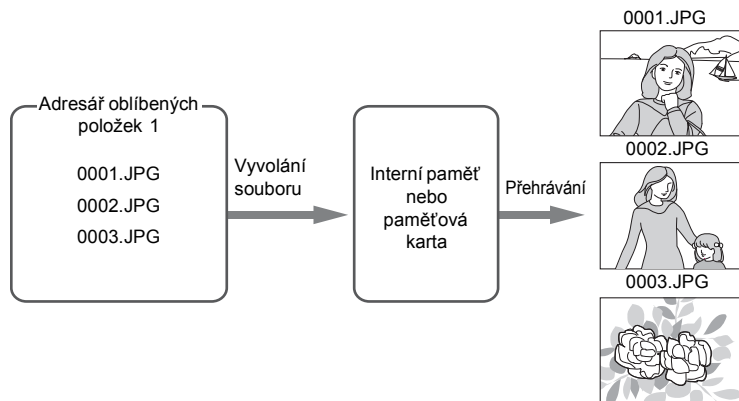 Adresář oblíbených
položek 1
0001.JPG
0002.JPG
0003.JPG
Vyvolání
souboru
Interní paměť
nebo
paměťová
karta
Přehrávání
0001.JPG
0002.JPG
0003.JPG